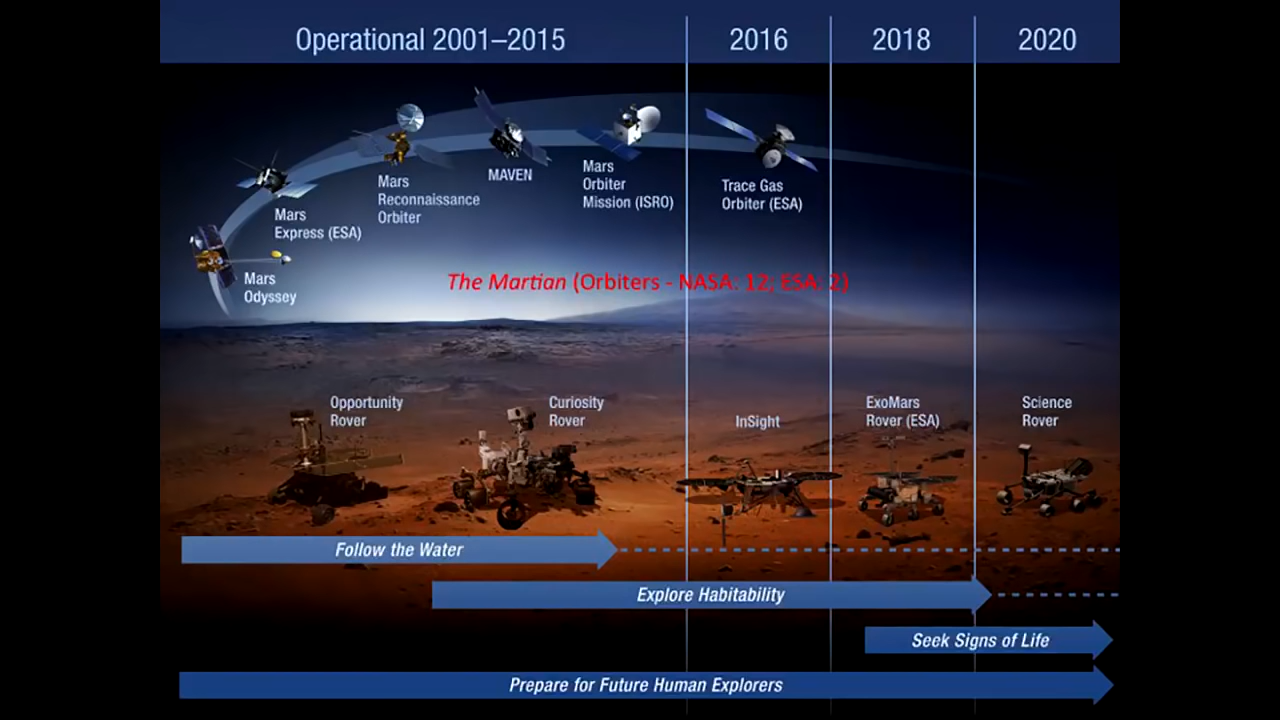 Operational 2001–2015
2016
2018
2020
MAVEN
Mars
Orbiter
Mission (ISRO)
Mars
Reconnaissance
Orbiter
Trace Gas
Orbiter (ESA)
Mars
Express (ESA)
Mars
Odyssey
The Martian (Orbiters - NASA: 12; ESA: 2)
Opportunity
Rover
Curiosity
Rover
InSight
ExoMars
Rover (ESA)
Science
Rover
Follow the Water
Explore Habitability
Seek Signs of Life
Prepare for Future Human Explorers